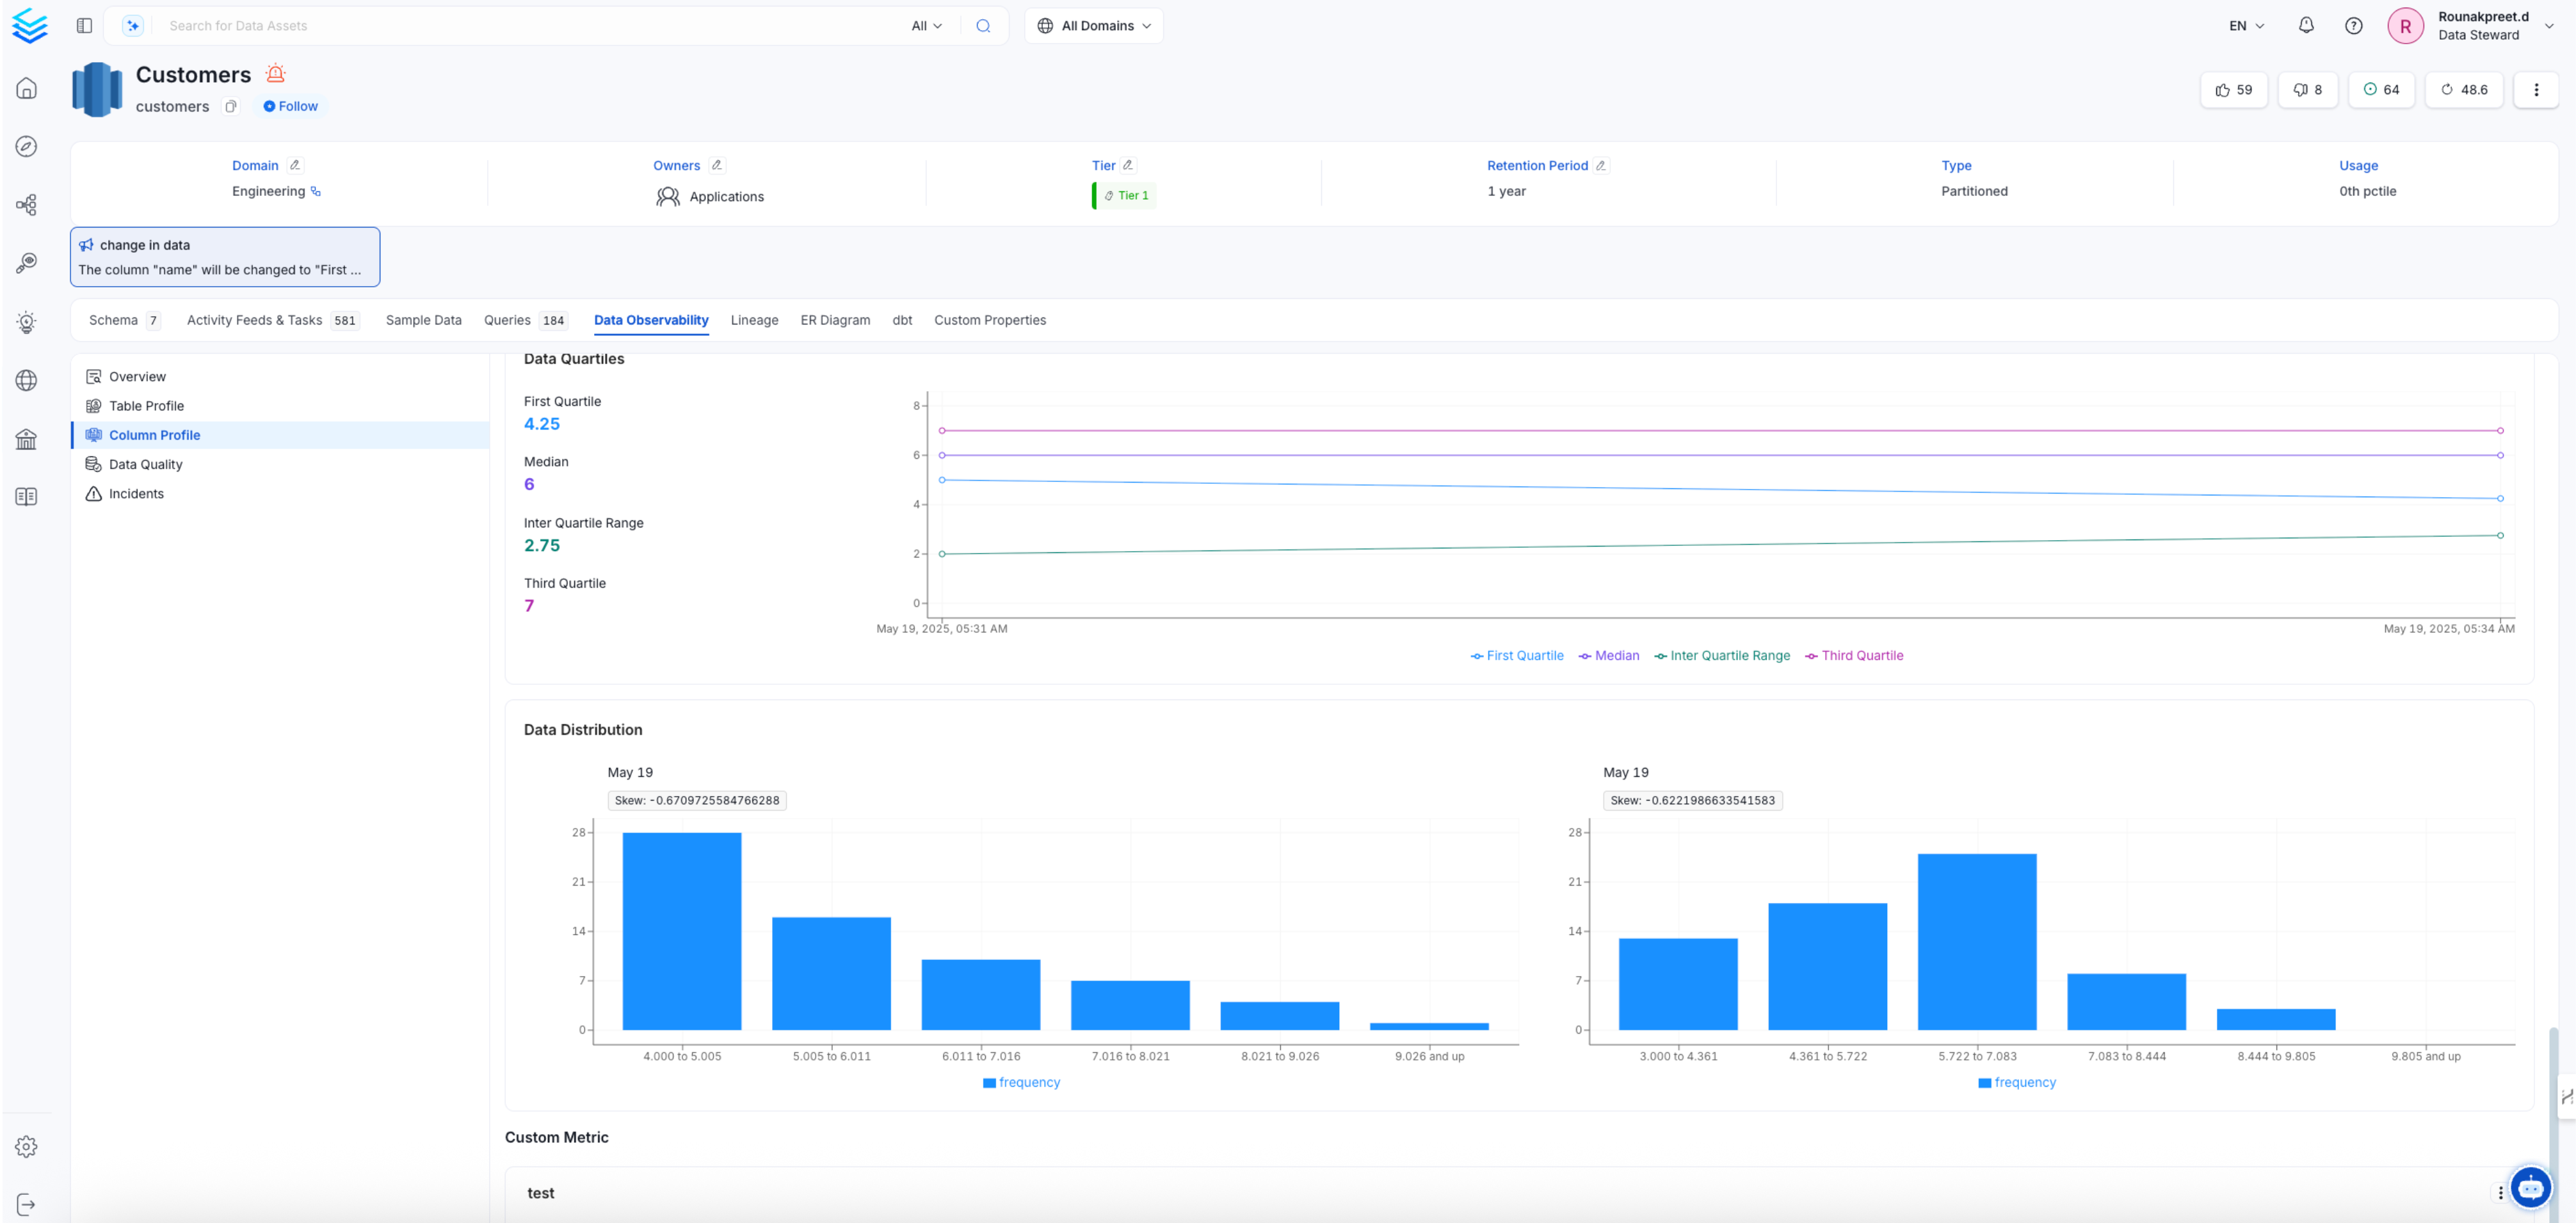 Search for Data Assets
All
All Domains
EN
R
Rounakpreet.d
Data Steward
Customers
customers
Follow
59
8
64
48.6
Domain
Engineering
Owners
Applications
Tier
Tier 1
Retention Period
1 year
Type
Partitioned
Usage
0th pctile
change in data
The column "name" will be changed to "First ...
Schema 7
Activity Feeds & Tasks 581
Sample Data
Queries 184
Data Observability
Lineage
ER Diagram
dbt
Custom Properties
Overview
Table Profile
Column Profile
Data Quality
Incidents
Data Quartiles
First Quartile
4.25
Median
6
Inter Quartile Range
2.75
Third Quartile
7
8
6
4
2
0
May 19, 2025, 05:31 AM
May 19, 2025, 05:34 AM
First Quartile Median Inter Quartile Range Third Quartile
Data Distribution
May 19
Skew: -0.6709725584766288
28
21
14
7
0
4.000 to 5.005 5.005 to 6.011 6.011 to 7.016 7.016 to 8.021 8.021 to 9.026 9.026 and up
frequency
May 19
Skew: -0.6221986633541583
28
21
14
7
0
3.000 to 4.361 4.361 to 5.722 5.722 to 7.083 7.083 to 8.444 8.444 to 9.805 9.805 and up
frequency
Custom Metric
test